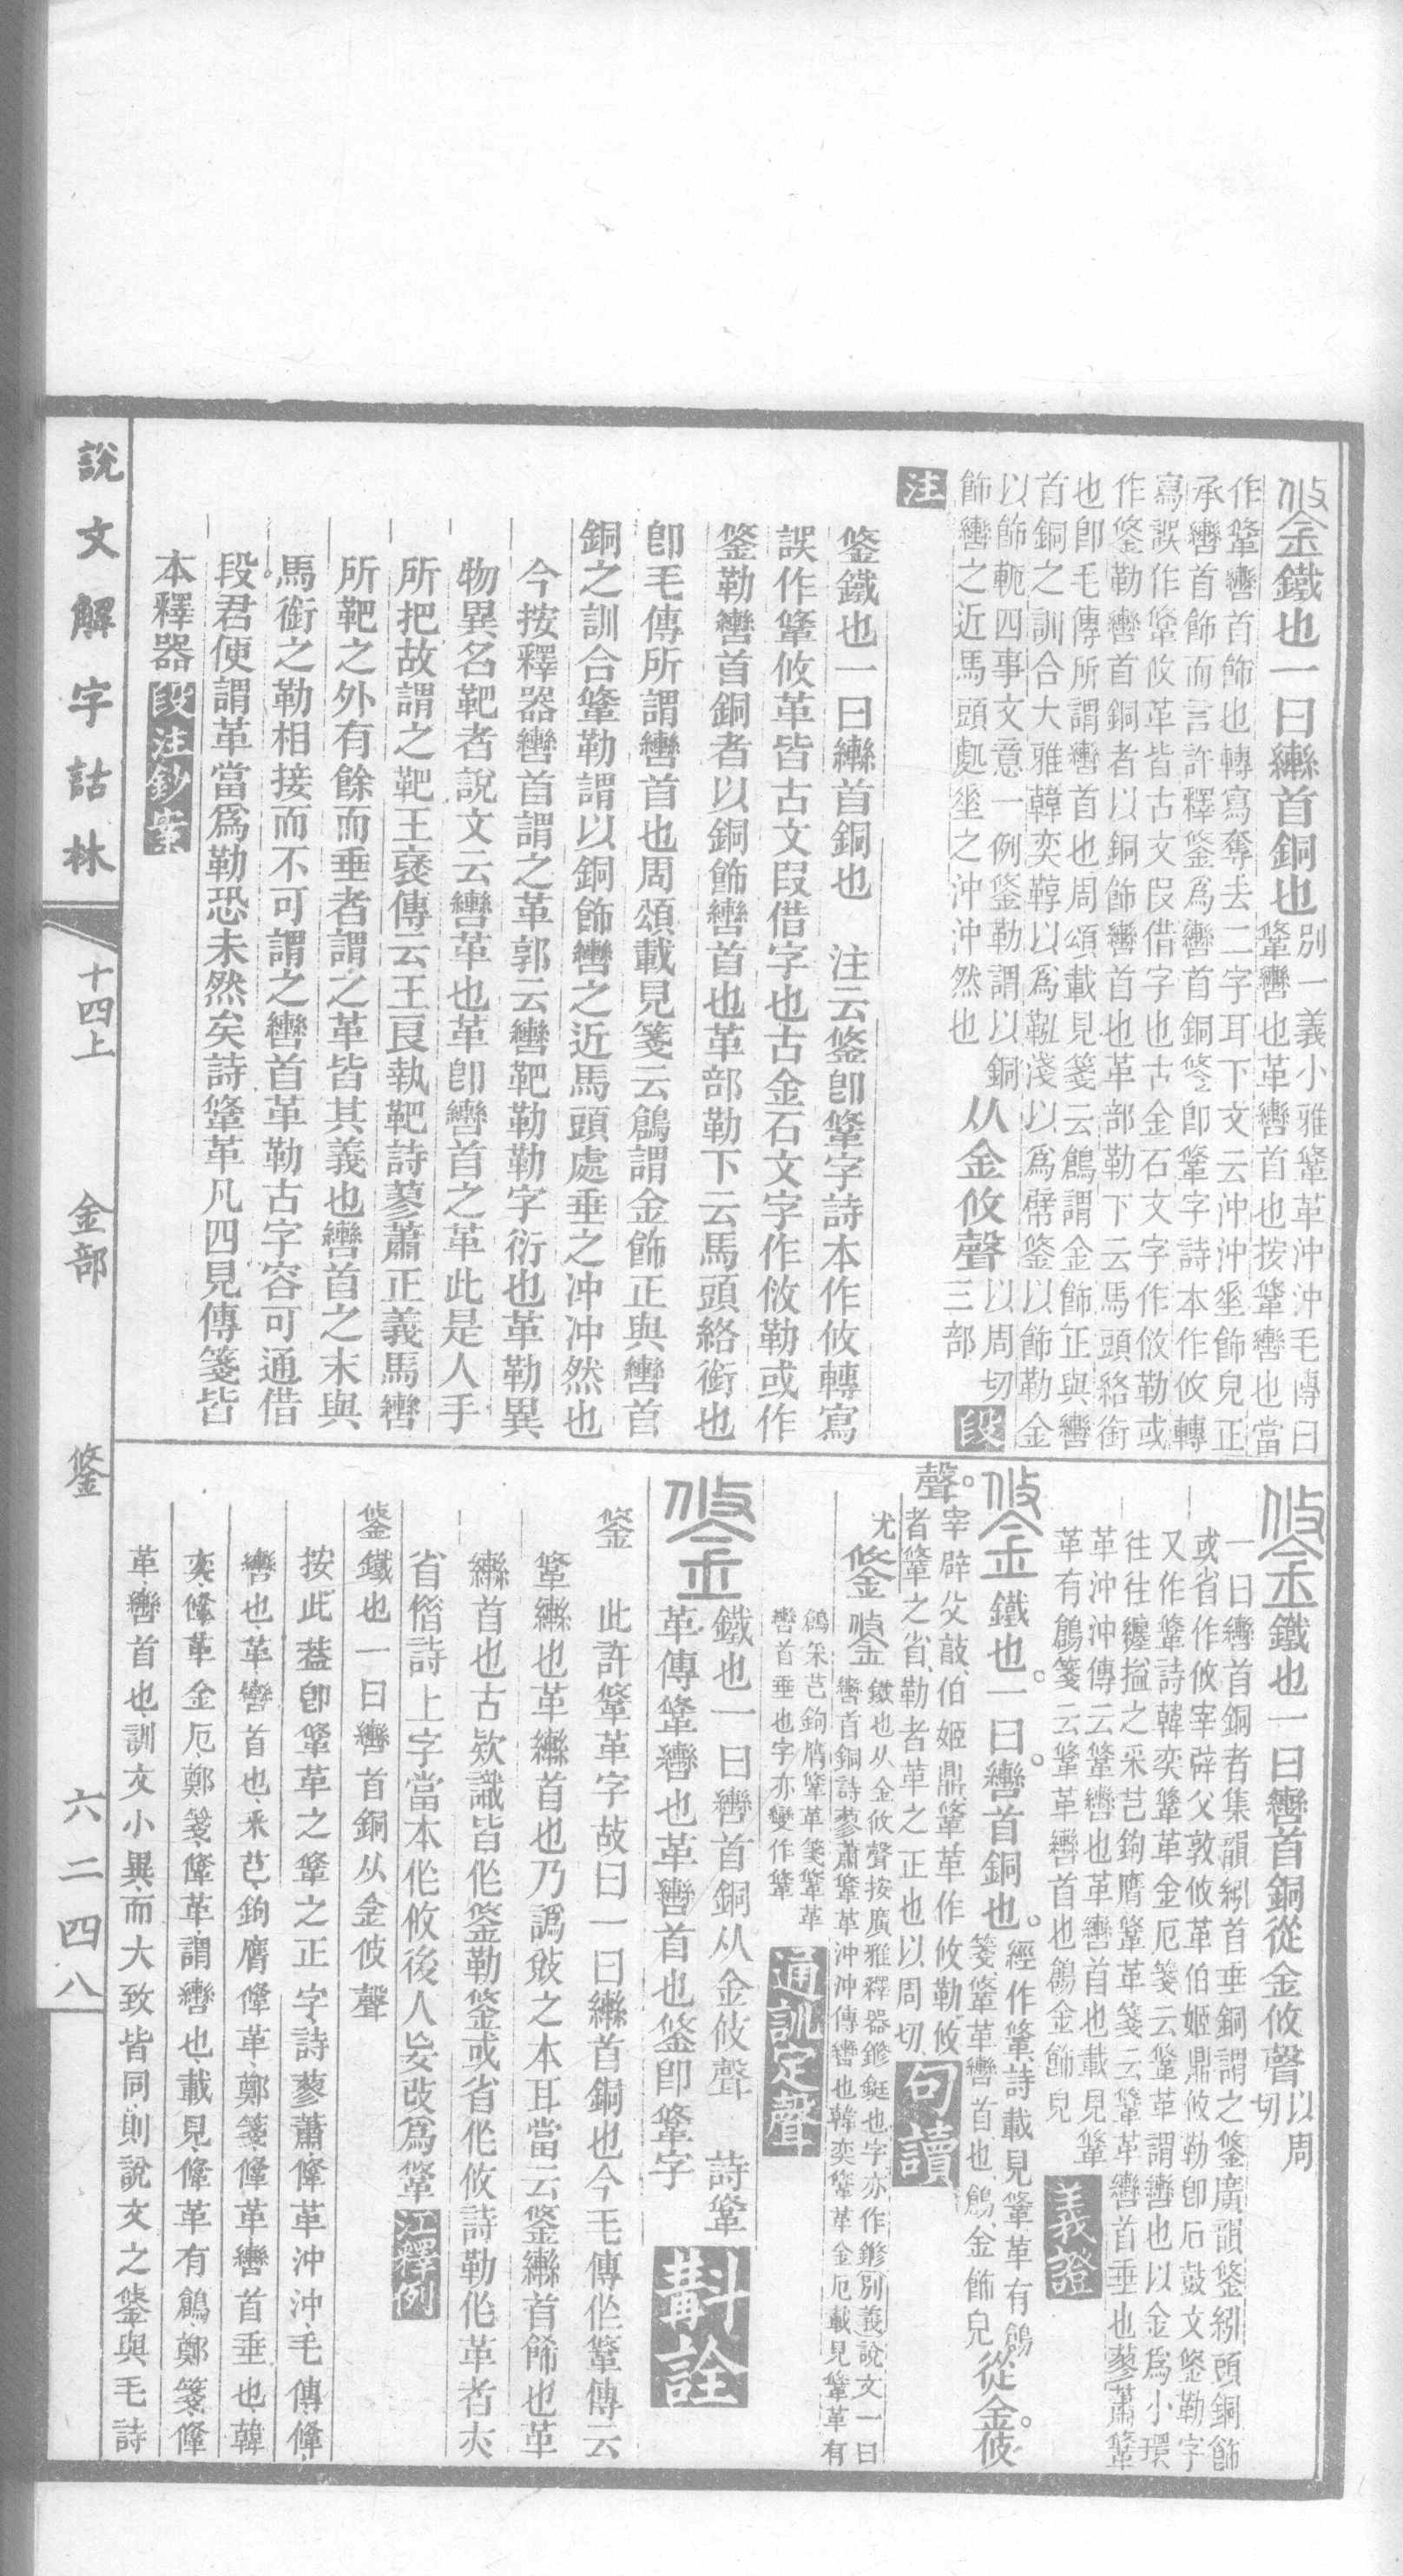 鋚鐵也一曰轡首銅也
別一義小雅鞗革沖沖毛傳曰
鞗轡也革轡首也按鞗轡也當
作鞗轡首飾也轉寫奪去二字耳下文云沖沖𠂹飾皃正
承轡首飾而言許釋鋚爲轡首銅鋚卽鞗字詩本作攸轉
寫誤作鞗攸革皆古文叚借字也古金石文字作攸勒或
作鋚勒轡首銅者以銅飾轡首也革部勒下云馬頭絡銜
也卽毛傳所謂轡首也周頌載見箋云鶬謂金飾正與轡
首銅之訓合大雅韓奕鞹以爲鞃淺以爲幦鋚以飾勒金
以飾軛四事文意一例鋚勒謂以銅
飾轡之近馬頭處𠂹之沖沖然也
从金攸聲
以周切
三部
段
注
鋚鐵也一曰轡首銅也　注云鋚卽鞗字詩本作攸轉寫
誤作鞗攸革皆古文叚借字也古金石文字作攸勒或作
鋚勒轡首銅者以銅飾轡首也革部勒下云馬頭絡銜也
卽毛傳所謂轡首也周頌載見箋云鶬謂金飾正與轡首
銅之訓合鞗勒謂以銅飾轡之近馬頭處垂之冲冲然也
今按釋器轡首謂之革郭云轡靶勒勒字衍也革勒異
物異名靶者說文云轡革也革卽轡首之革此是人手
所把故謂之靶王襃傳云王良執靶詩蓼蕭正義馬轡
所靶之外有餘而垂者謂之革皆其義也轡首之末與
馬銜之勒相接而不可謂之轡首革勒古字容可通借
段君便謂革當爲勒恐未然矣詩鞗革凡四見傳箋皆
本釋器
段注鈔案
鋚鐵也一曰轡首銅從金攸聲
以周
切
一曰轡首銅者集韻紖首垂銅謂之鋚廣韻鋚紖頭銅飾
或省作攸宰辟父敦攸革伯姬鼎攸勒卽石鼓文鋚勒字
又作鞗詩韓奕鞗革金厄箋云鞗革謂轡也以金爲小環
往往纏搤之采芑鉤膺鞗革箋云鞗革轡首垂也蓼蕭鞗
革沖沖傳云鞗轡也革轡首也載見鞗
革有鶬箋云鞗革轡首也鶬金飾皃
義證
鋚鐵也。一曰。轡首銅也。
經作鞗詩載見鞗革有鶬
箋鞗革轡首也鶬金飾皃
從金。攸
聲。
宰辟父敼伯姬鼎鞗革作攸勒攸
者鞗之省勒者革之正也以周切
句讀
尤
鋚
鐵也从金攸聲按廣雅釋器鏅鋌也字亦作鏅別義說文一曰
轡首銅詩蓼蕭鞗革沖沖傳轡也韓奕鞗革金厄載見鞗革有
鶬采芑鉤膺鞗革箋鞗革
轡首垂也字亦變作鞗
通訓定聲
鋚
鐵也一曰轡首銅从金攸聲　詩鞗
革傳鞗轡也革轡首也鋚卽鞗字
斠詮
鋚　此許鞗革字故曰一曰轡首銅也今毛傳作鞗傳云
鞗轡也革轡首也乃譌敓之本耳當云鋚轡首飾也革
轡首也古欵識皆作鋚勒鋚或省作攸詩勒作革者夾
省偕詩上字當本作攸後人妄改爲鞗
江釋例
鋚鐵也一曰轡首銅从金攸聲
按此葢卽鞗革之鞗之正字詩蓼蕭鞗革沖沖毛傳鞗
轡也革轡首也采芑鉤膺鞗革鄭箋鞗革轡首垂也韓
奕鞗革金厄鄭箋鞗革謂轡也載見鞗革有鶬鄭箋鞗
革轡首也訓文小異而大致皆同則說文之鋚與毛詩
說文解字詁林
十四上
金部
鋚
六二四八